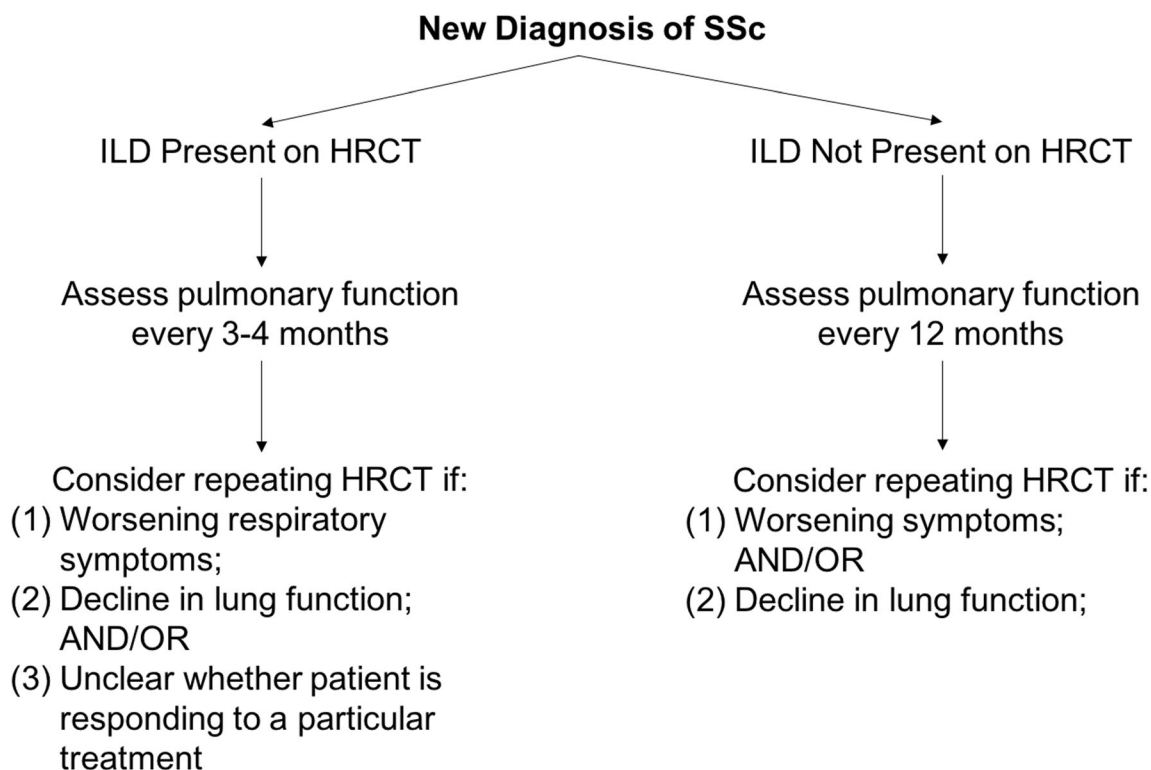 New Diagnosis of SSc
ILD Present on HRCT
Assess pulmonary function
every 3-4 months
Consider repeating HRCT if:
(1) Worsening respiratory
symptoms;
(2) Decline in lung function;
AND/OR
(3) Unclear whether patient is
responding to a particular
treatment
ILD Not Present on HRCT
Assess pulmonary function
every 12 months
Consider repeating HRCT if:
(1) Worsening symptoms;
AND/OR
(2) Decline in lung function;